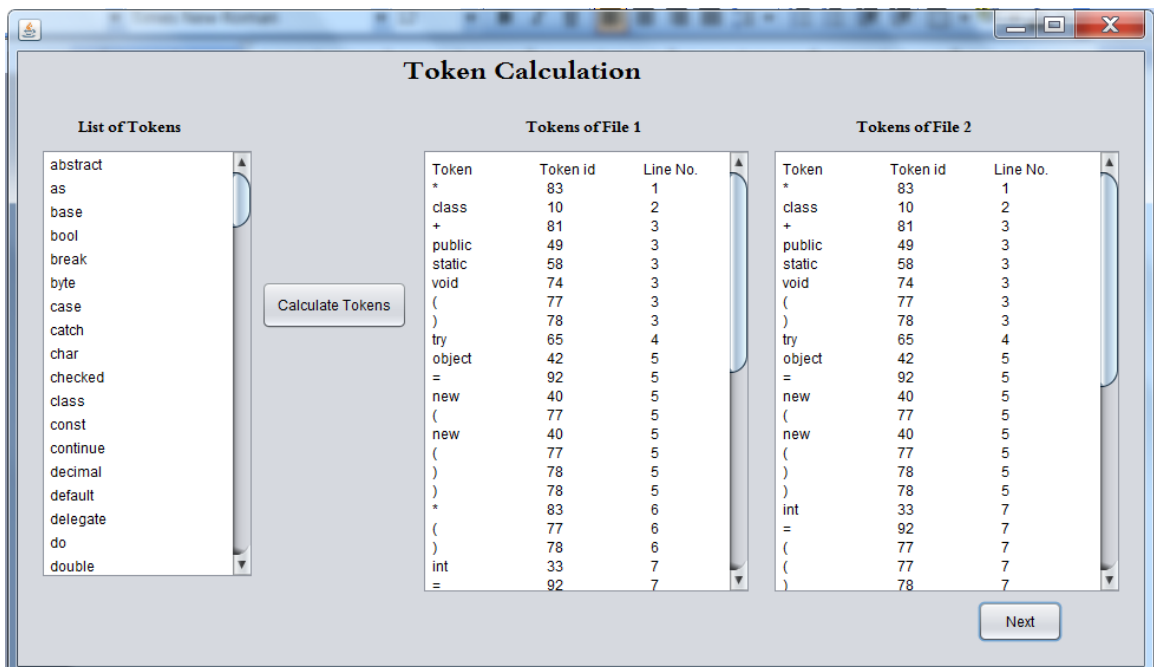 Times New Roman 12
Token Calculation
List of Tokens
abstract
as
base
bool
break
byte
case
catch
char
checked
class
const
continue
decimal
default
delegate
do
double
Calculate Tokens
Tokens of File 1
Token Token id Line No.
* 83 1
class 10 2
+ 81 3
public 49 3
static 58 3
void 74 3
( 77 3
) 78 3
try 65 4
object 42 5
= 92 5
new 40 5
( 77 5
new 40 5
( 77 5
) 78 5
) 78 5
* 83 6
( 77 6
) 78 6
int 33 7
= 92 7
Tokens of File 2
Token Token id Line No.
* 83 1
class 10 2
+ 81 3
public 49 3
static 58 3
void 74 3
( 77 3
) 78 3
try 65 4
object 42 5
= 92 5
new 40 5
( 77 5
new 40 5
( 77 5
) 78 5
) 78 5
int 33 7
= 92 7
( 77 7
( 77 7
) 78 7
Next